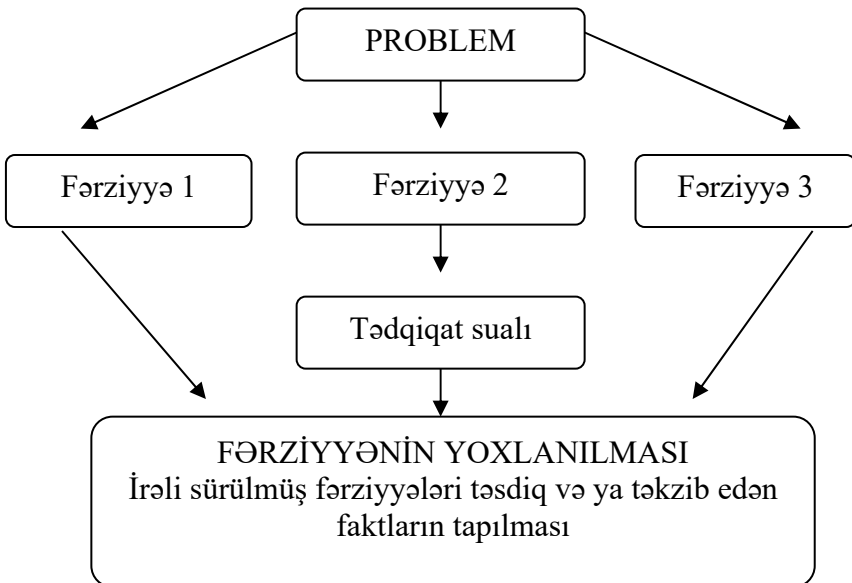 PROBLEM
Fərziyyə 1
Fərziyyə 2
Fərziyyə 3
Tədqiqat sualı
FƏRZİYYƏNİN YOXLANILMASI
İrəli sürülmüş fərziyyələri təsdiq və ya təkzib edən
faktların tapılması